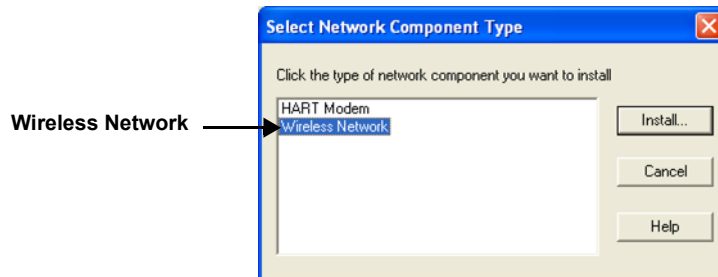 Select Network Component Type
Click the type of network component you want to install
HART Modem
Wireless Network
Wireless Network
Install...
Cancel
Help